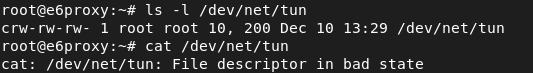 root@e6proxy:~# ls -l /dev/net/tun
crw-rw-rw- 1 root root 10, 200 Dec 10 13:29 /dev/net/tun
root@e6proxy:~# cat /dev/net/tun
cat: /dev/net/tun: File descriptor in bad state